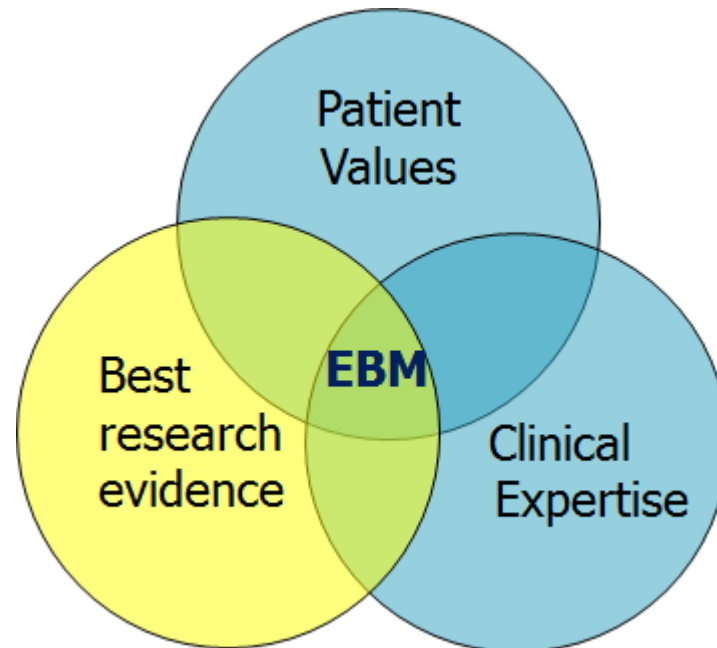 Patient
Values
EBM
Best
research
evidence
Clinical
Expertise